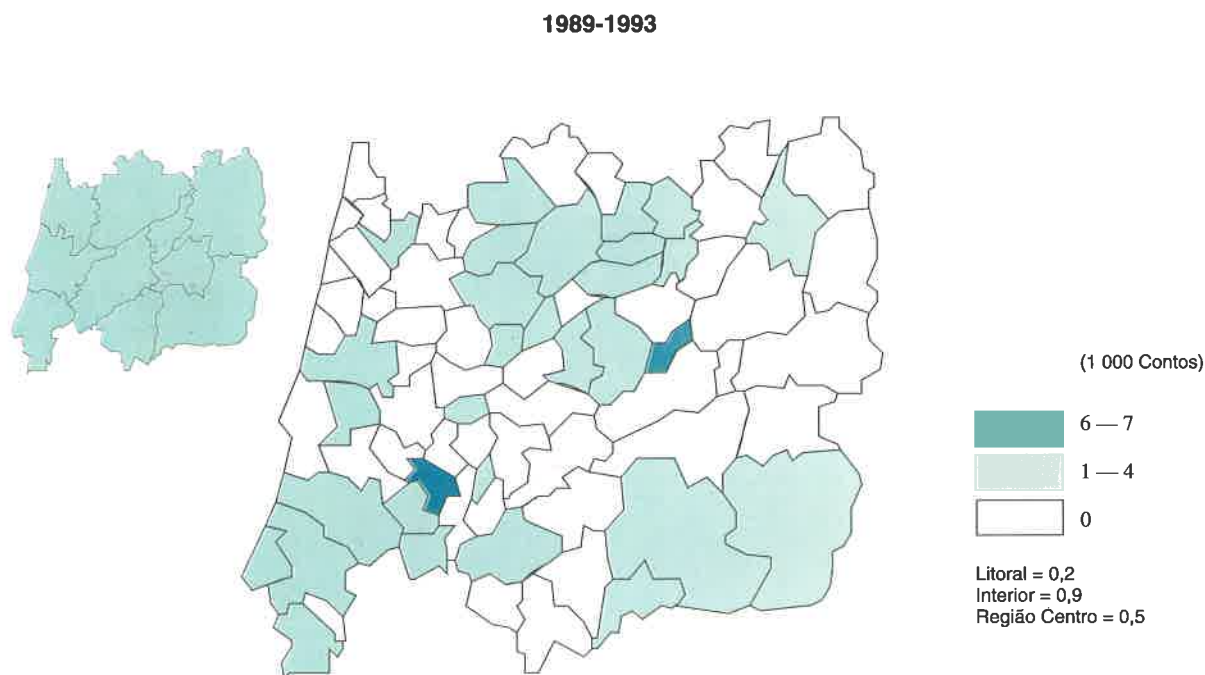 1989-1993
(1 000 Contos)
6 — 7
1 — 4
0
Litoral = 0,2
Interior = 0,9
Região Centro = 0,5